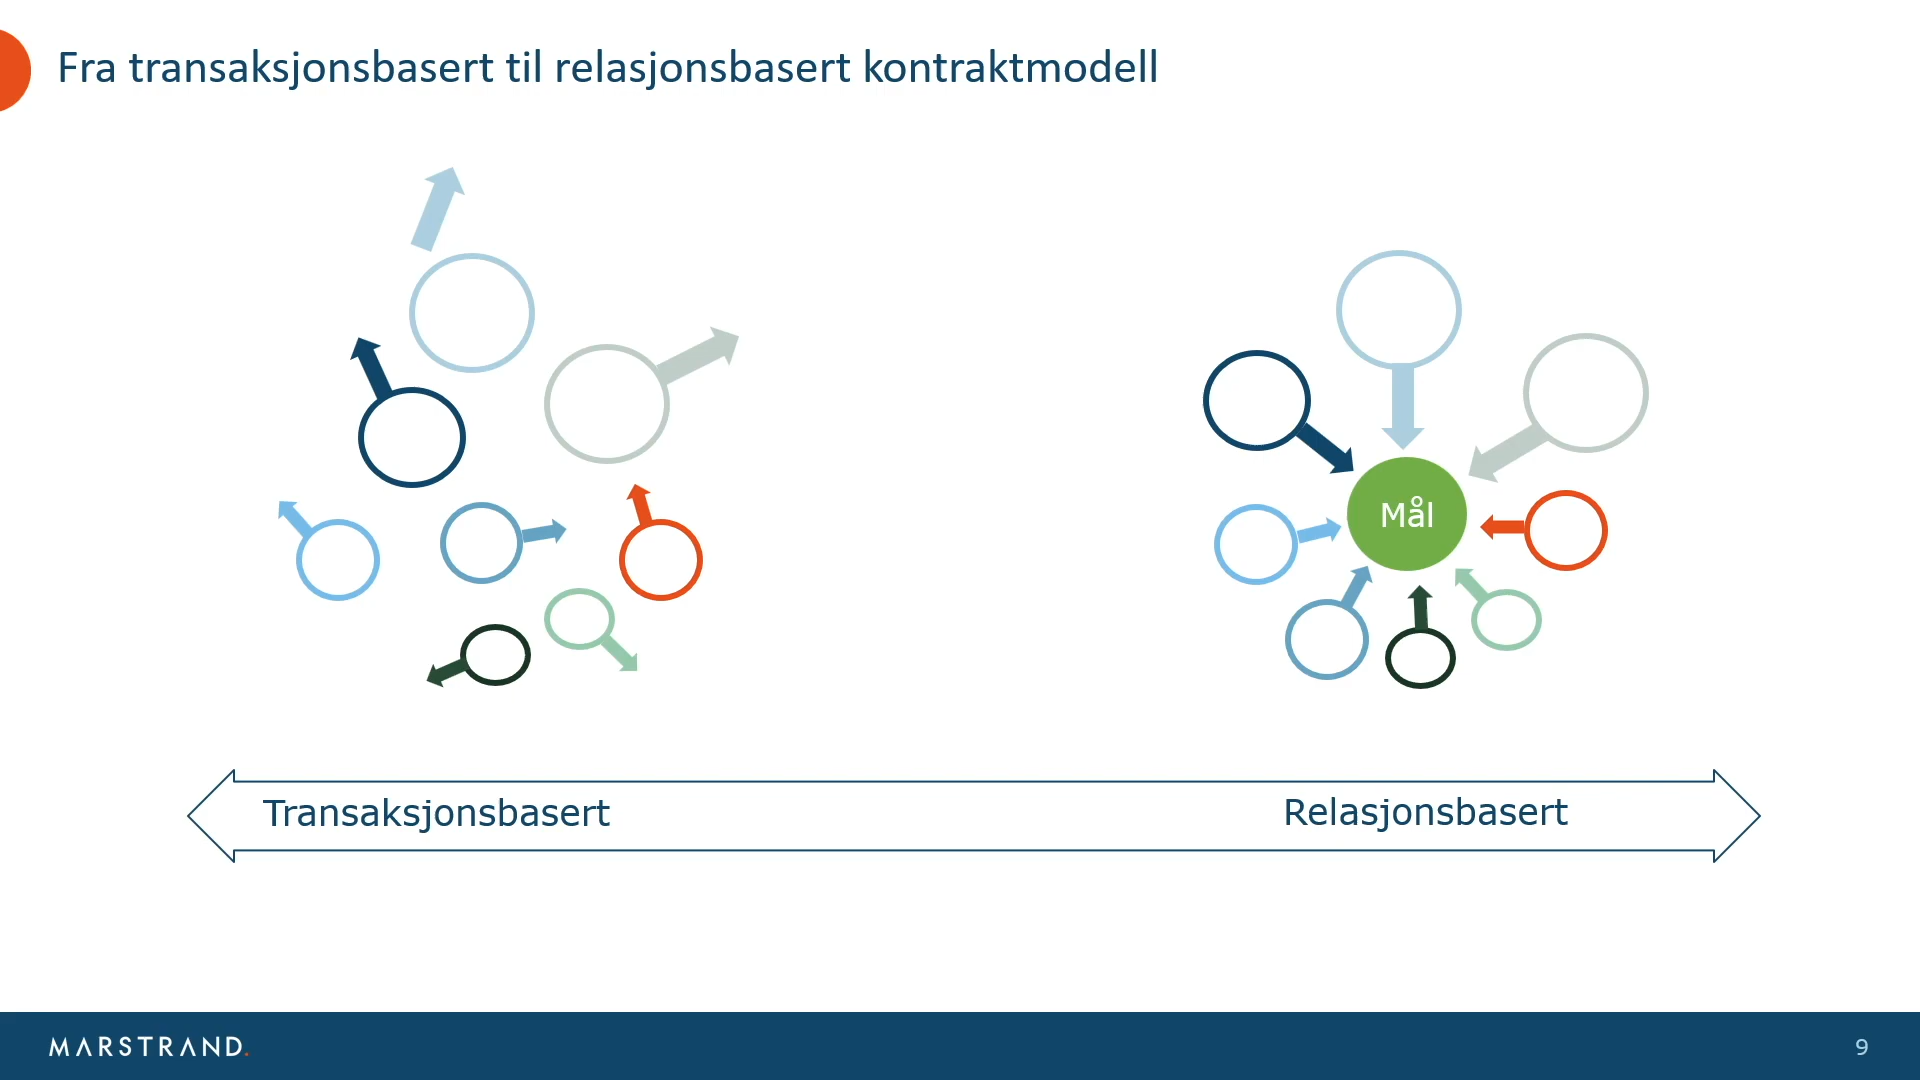 Fra transaksjonsbasert til relasjonsbasert kontraktmodell
Mål
Transaksjonsbasert
Relasjonsbasert
MARSTRAND.
9